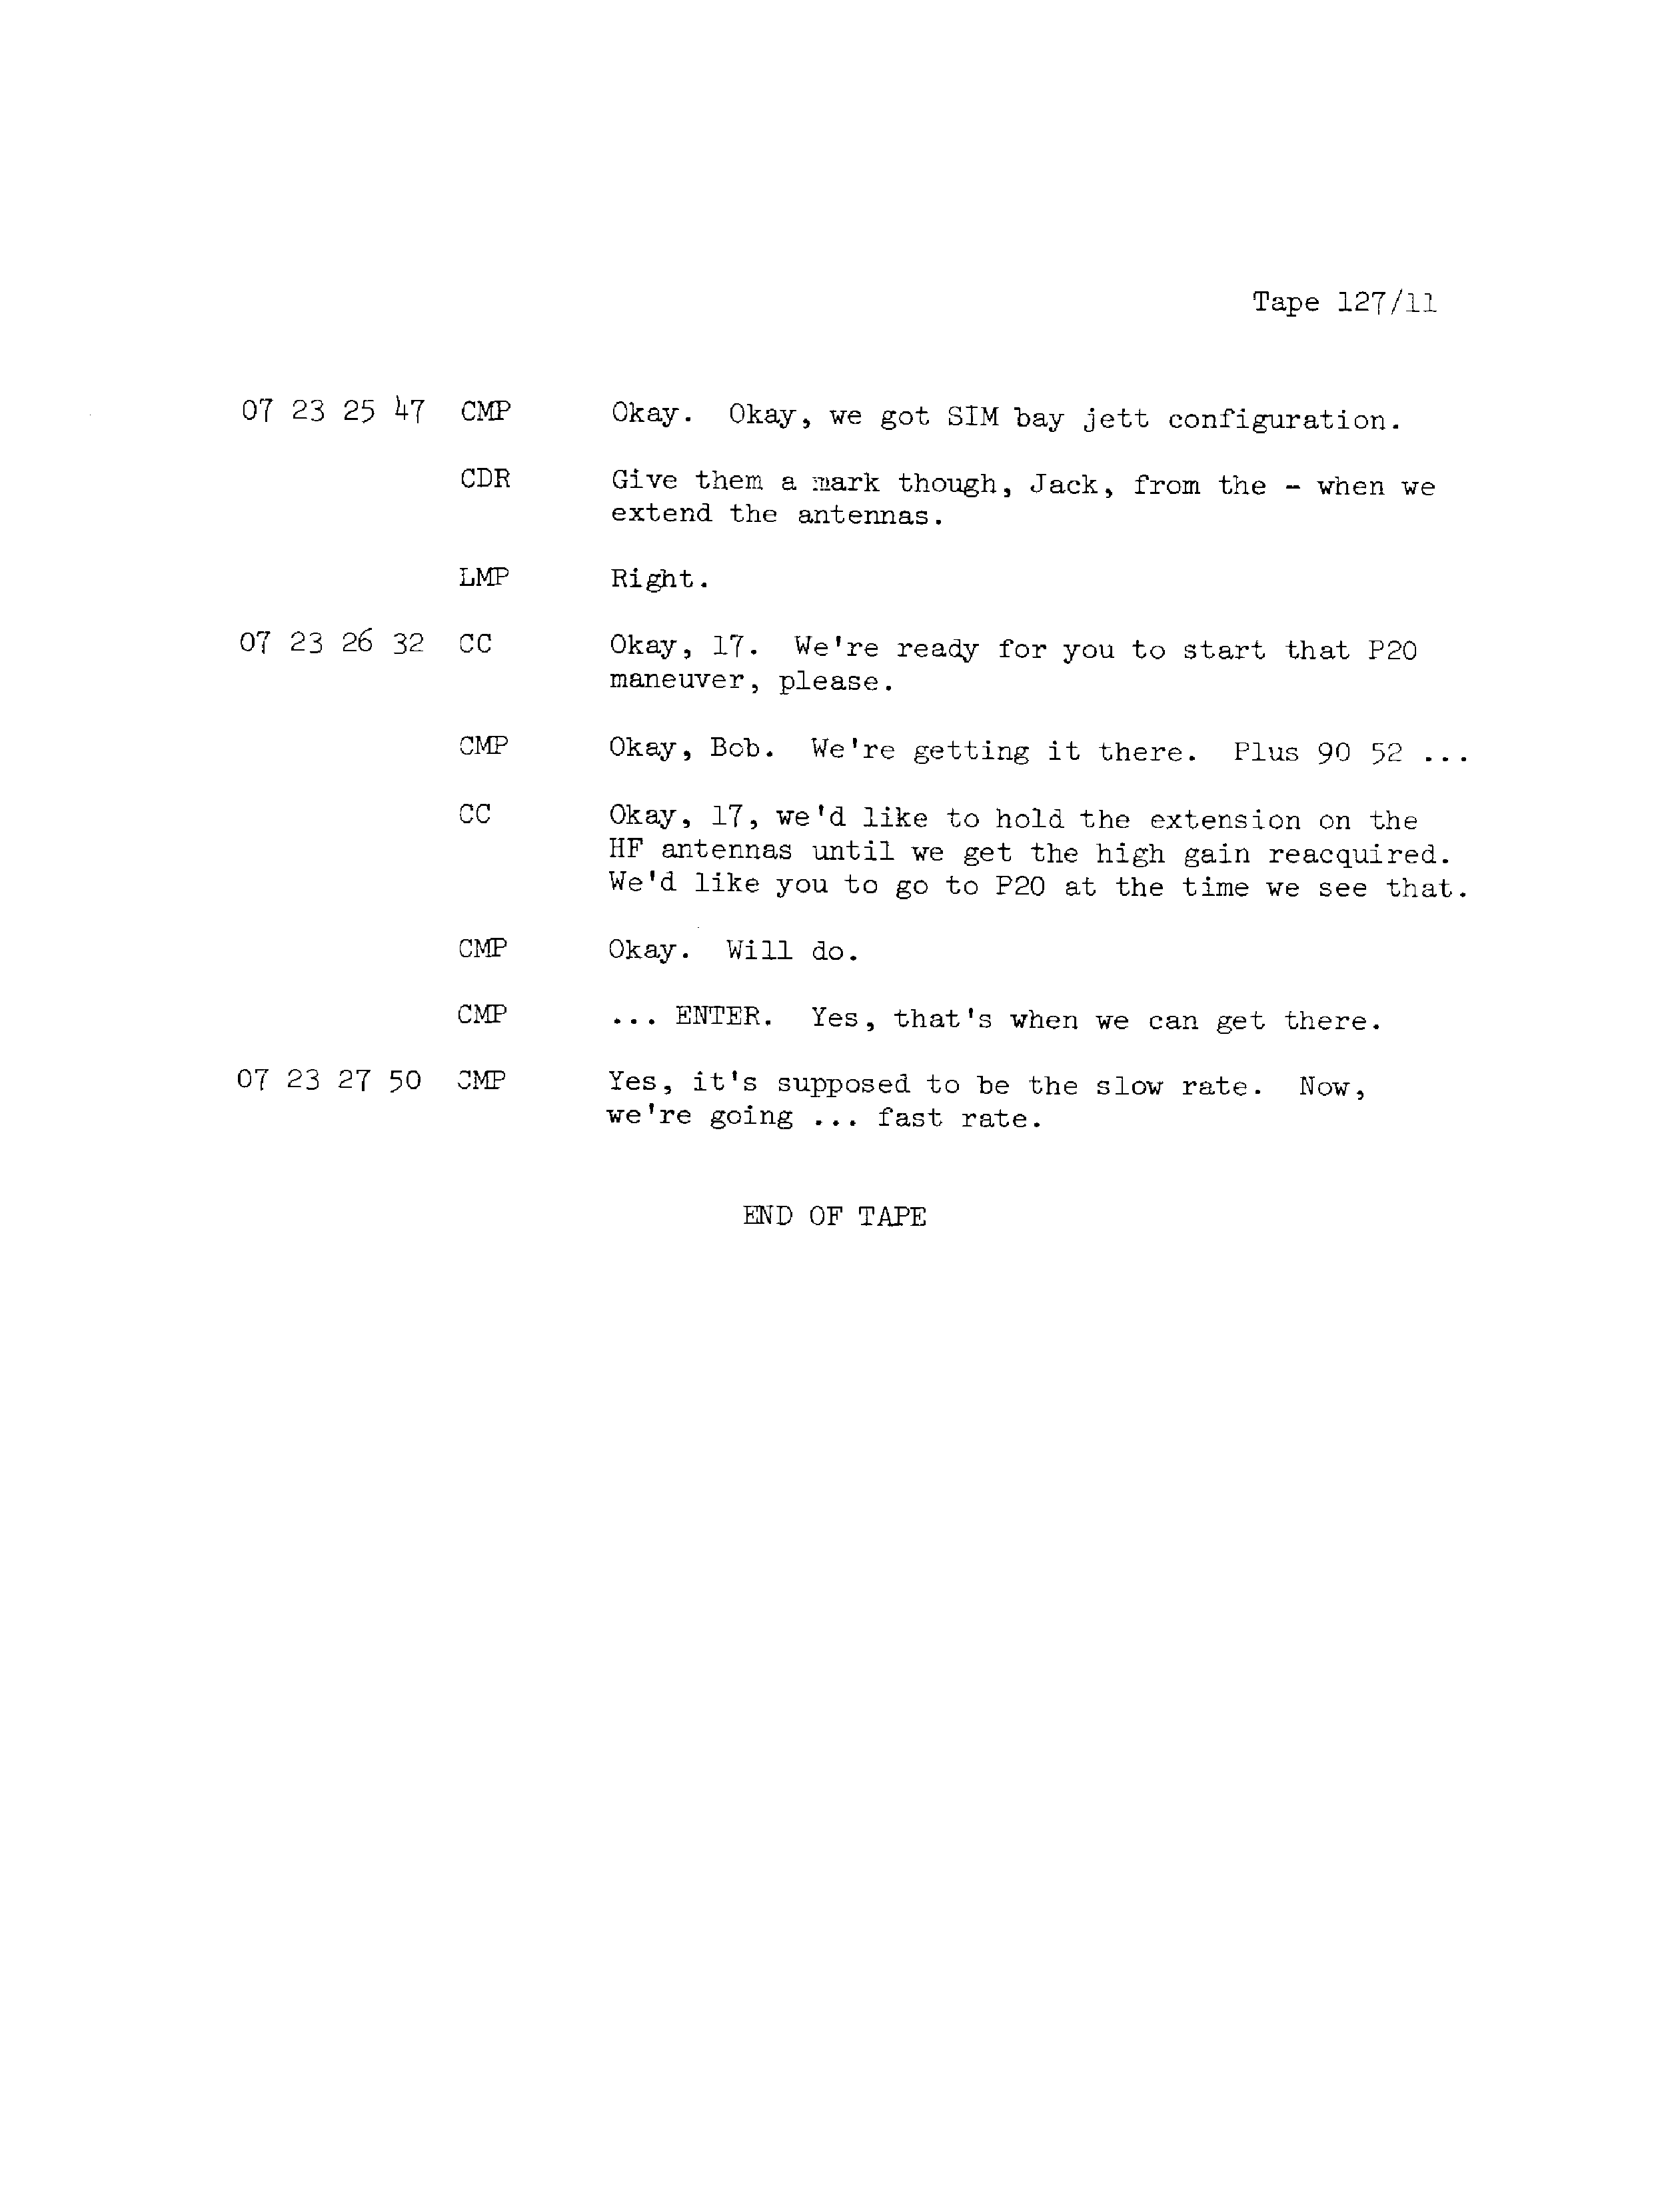 Tape 127/11
07 23 25 47 CMP Okay. Okay, we got SIM bay jett configuration.
CDR Give them a mark though, Jack, from the - when we
extend the antennas.
LMP Right.
07 23 26 32 CC Okay, 17. We're ready for you to start that P20
maneuver, please.
CMP Okay, Bob. We're getting it there. Plus 90 52 ...
CC Okay, 17, we'd like to hold the extension on the
HF antennas until we get the high gain reacquired.
We'd like you to go to P20 at the time we see that.
CMP Okay. Will do.
CMP ... ENTER. Yes, that's when we can get there.
07 23 27 50 CMP Yes, it's supposed to be the slow rate. Now,
we're going ... fast rate.
END OF TAPE